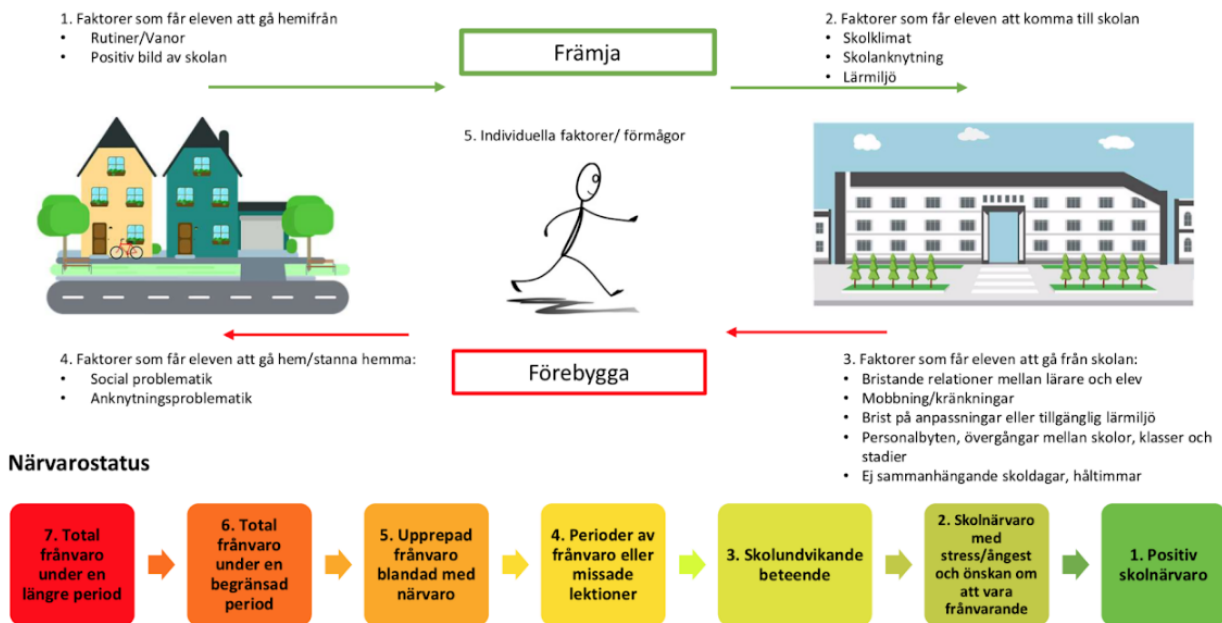 1. Faktorer som får eleven att gå hemifrån
• Rutiner/Vanor
• Positiv bild av skolan
Främja
2. Faktorer som får eleven att komma till skolan
• Skolklimat
• Skolanknytning
• Lärmiljö
5. Individuella faktorer/ förmågor
4. Faktorer som får eleven att gå hem/stanna hemma:
• Social problematik
• Anknytningsproblematik
Förebygga
3. Faktorer som får eleven att gå från skolan:
• Bristande relationer mellan lärare och elev
• Mobbning/kränkningar
• Brist på anpassningar eller tillgänglig lärmiljö
• Personalbyten, övergångar mellan skolor, klasser och
stadier
• Ej sammanhängande skoldagar, håltimmar
Närvarostatus
7. Total
frånvaro
under en
längre period
6. Total
frånvaro
under en
begränsad
period
5. Upprepad
frånvaro
blandad med
närvaro
4. Perioder av
frånvaro eller
missade
lektioner
3. Skolundvikande
beteende
2. Skolnärvaro
med
stress/ångest
och önskan om
att vara
frånvarande
1. Positiv
skolnärvaro